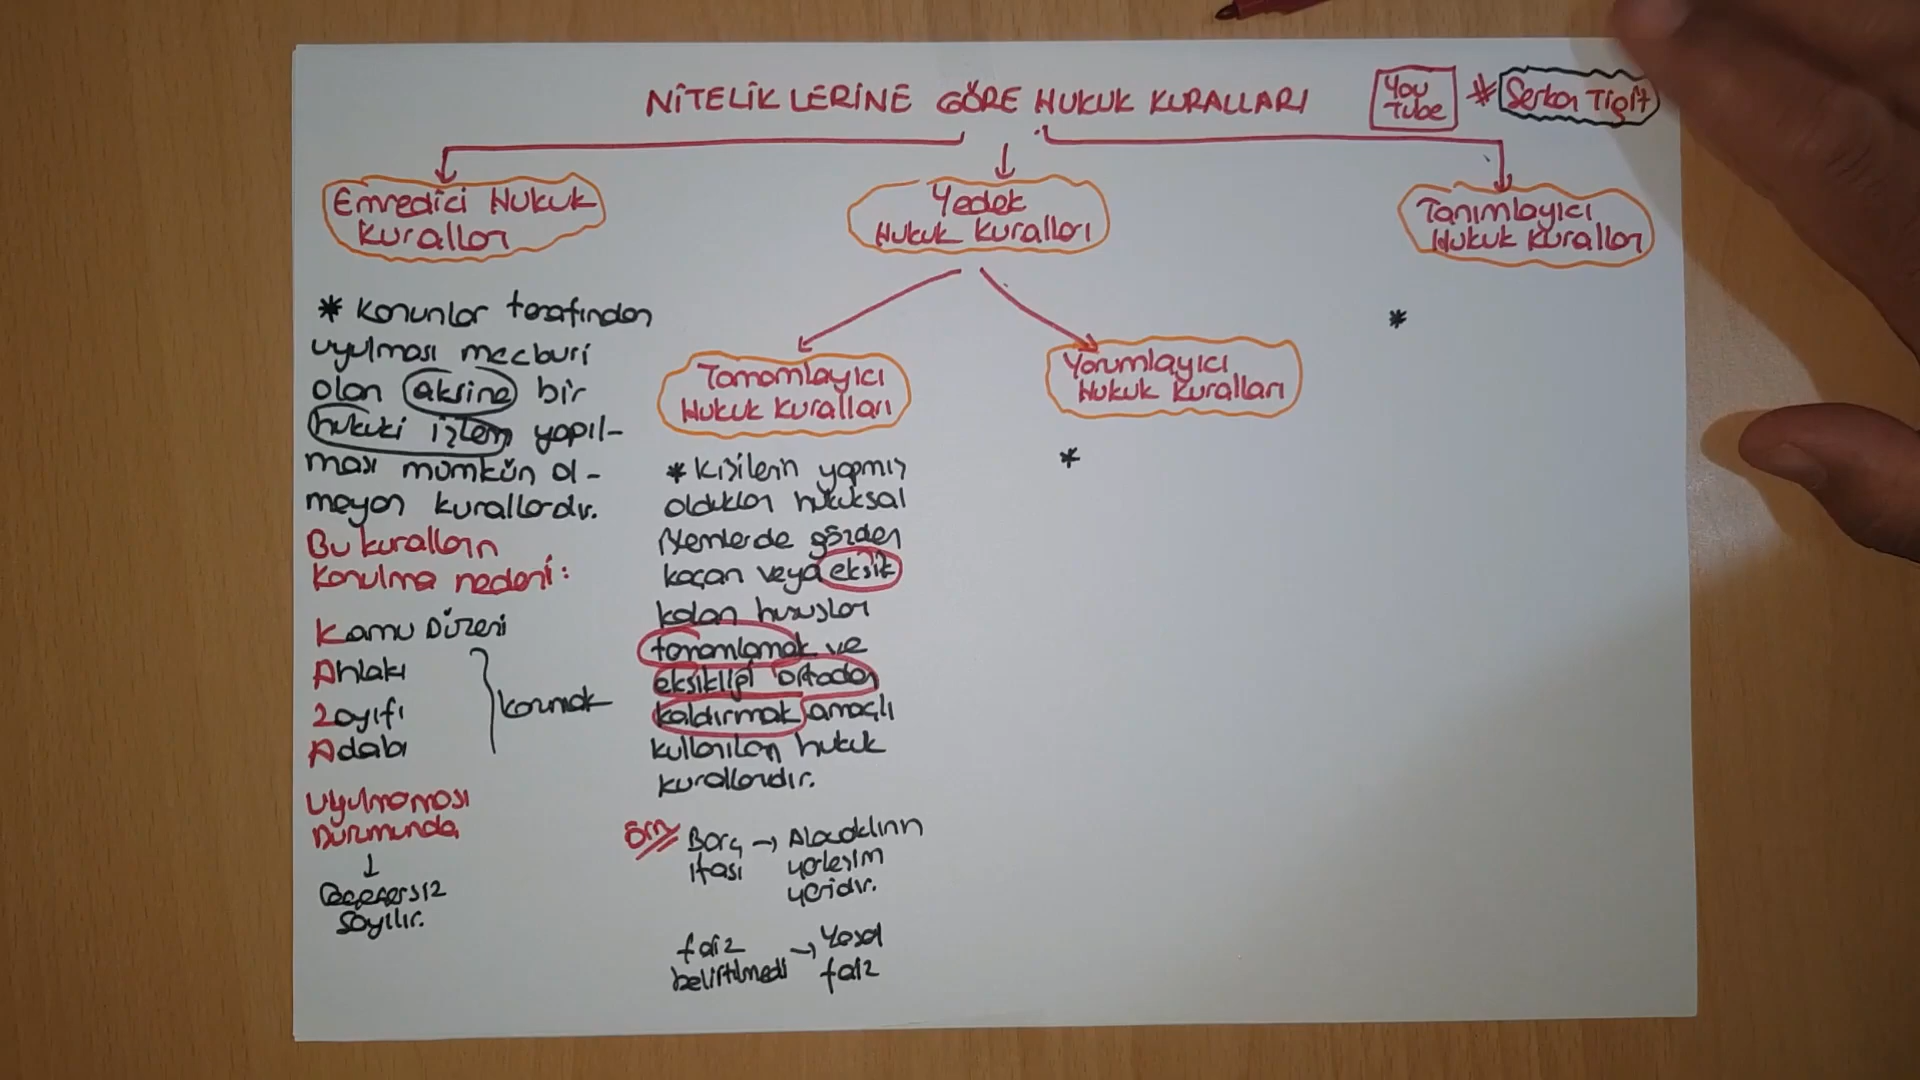 NİTELİKLERİNE GÖRE HUKUK KURALLARI
You
Tube
* Serkan Tigit
Emredici Hukuk
Kuralları
Yedek
Hukuk Kuralları
Tanımlayıcı
Hukuk Kuralları
* Kanunlar tarafından
uyulması mecburi
olan aksine bir
hukuki işlem yapıl-
ması mümkün ol-
mayan kurallardır.
Bu kuralların
Konulma nedeni:
Kamu Düzeni
Ahlakı
Zayıfı
Adabı
korumak
Uyulmaması
Durumunda
↓
Geçersiz
sayılır.
Tamamlayıcı
Hukuk Kuralları
* Kişilerin yapmış
oldukları hukuksal
işlemlerde gözden
kaçan veya eksik
kalan hususları
tamamlamak ve
eksikliği ortadan
kaldırmak amaçlı
kullanılan hukuk
kurallarıdır.
Örn
Borç → Alacaklının
ifası yerleşim
yeridir.
faiz → Yasal
belirtilmedi faiz
Yorumlayıcı
Hukuk Kuralları
*
*